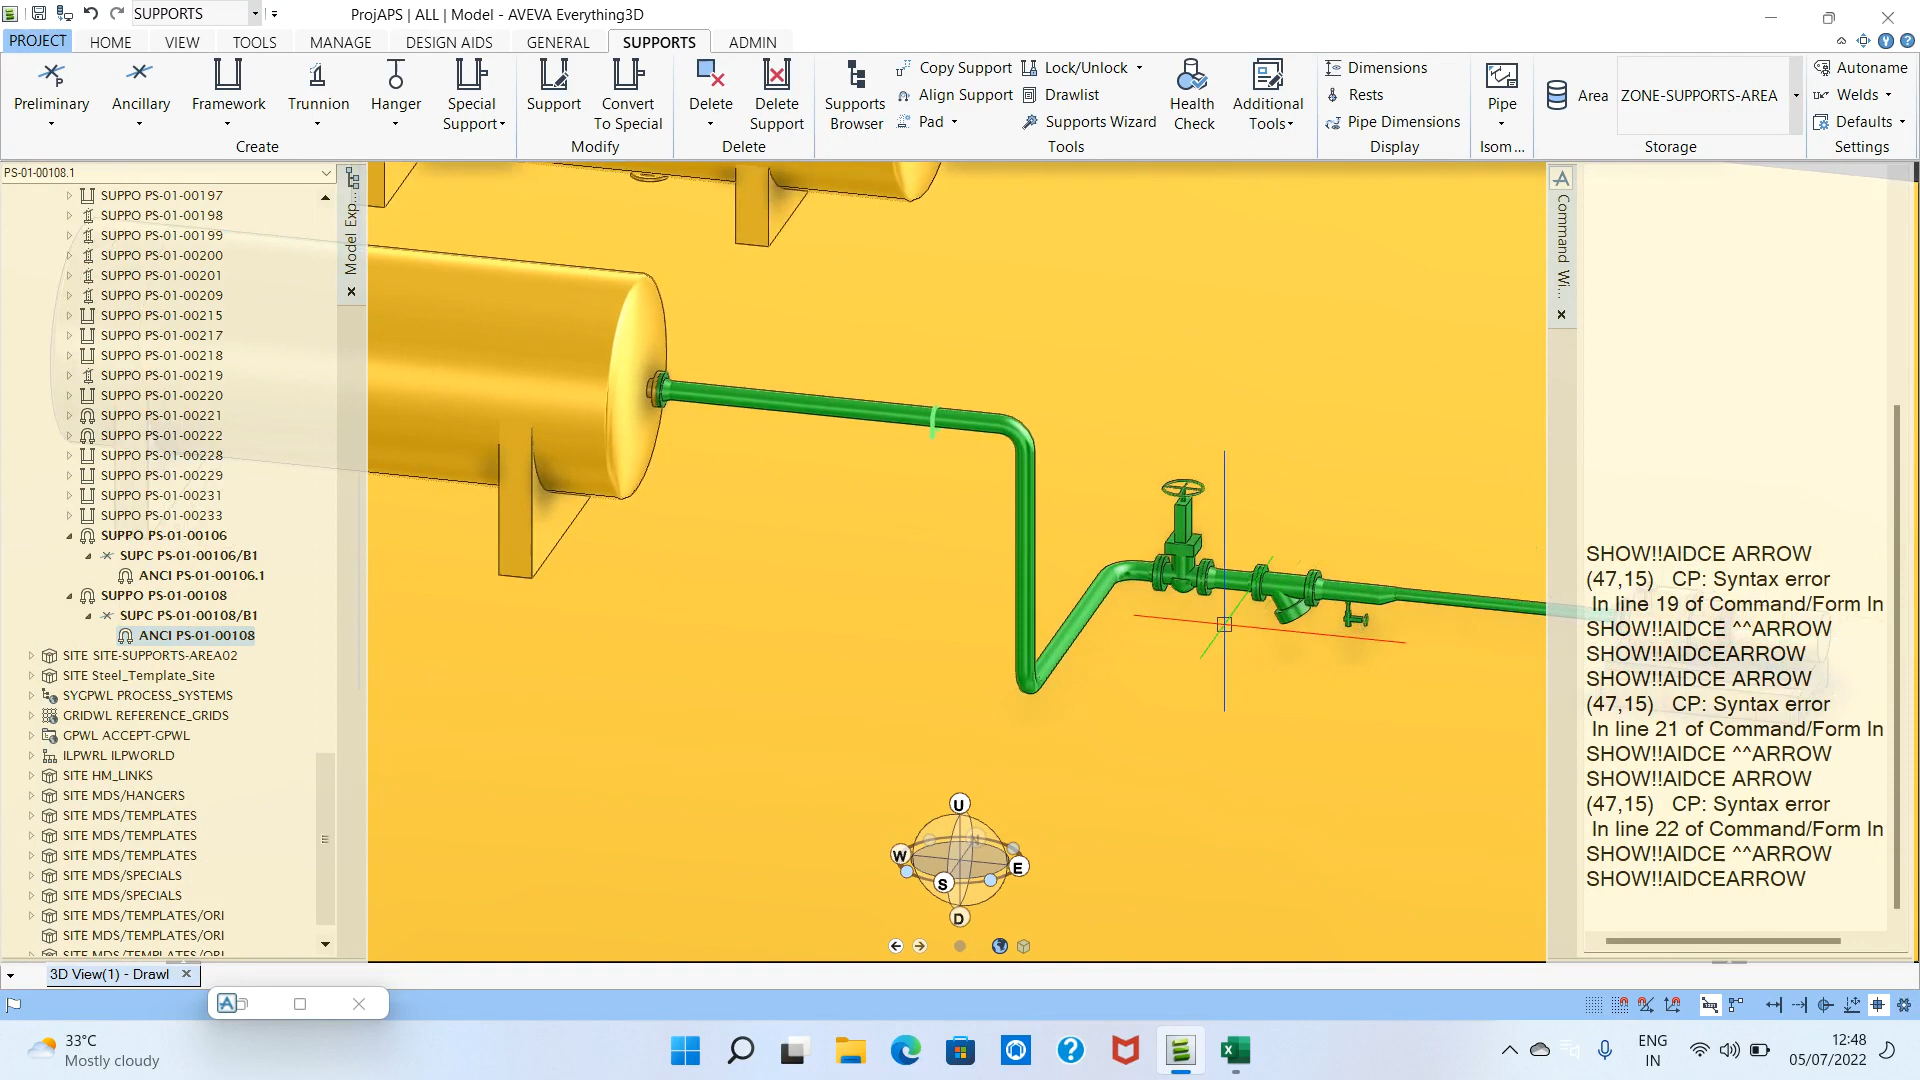 SUPPORTS
ProjAPS | ALL | Model - AVEVA Everything3D
PROJECT
HOME
VIEW
TOOLS
MANAGE
DESIGN AIDS
GENERAL
SUPPORTS
ADMIN
Preliminary
Ancillary
Framework
Trunnion
Hanger
Special
Support
Create
Support
Convert
To Special
Modify
Delete
Delete
Support
Delete
Supports
Browser
Copy Support
Align Support
Pad
Lock/Unlock
Drawlist
Supports Wizard
Health
Check
Additional
Tools
Tools
Dimensions
Rests
Pipe Dimensions
Display
Pipe
Isom ...
Area
ZONE-SUPPORTS-AREA
Storage
Autoname
Welds
Defaults
Settings
PS-01-00108.1
SUPPO PS-01-00197
SUPPO PS-01-00198
SUPPO PS-01-00199
SUPPO PS-01-00200
SUPPO PS-01-00201
SUPPO PS-01-00209
SUPPO PS-01-00215
SUPPO PS-01-00217
SUPPO PS-01-00218
SUPPO PS-01-00219
SUPPO PS-01-00220
SUPPO PS-01-00221
SUPPO PS-01-00222
SUPPO PS-01-00228
SUPPO PS-01-00229
SUPPO PS-01-00231
SUPPO PS-01-00233
SUPPO PS-01-00106
SUPC PS-01-00106/B1
ANCI PS-01-00106.1
SUPPO PS-01-00108
SUPC PS-01-00108/B1
ANCI PS-01-00108
SITE SITE-SUPPORTS-AREA02
SITE Steel_Template_Site
SYGPWL PROCESS_SYSTEMS
GRIDWL REFERENCE_GRIDS
GPWL ACCEPT-GPWL
ILPWRL ILPWORLD
SITE HM_LINKS
SITE MDS/HANGERS
SITE MDS/TEMPLATES
SITE MDS/TEMPLATES
SITE MDS/TEMPLATES
SITE MDS/SPECIALS
SITE MDS/SPECIALS
SITE MDS/TEMPLATES/ORI
SITE MDS/TEMPLATES/ORI
Model Exp...
U
W
E
S
D
Command Wi...
SHOW!!AIDCE ARROW
(47,15) CP: Syntax error
In line 19 of Command/Form In
SHOW!!AIDCE ^^ARROW
SHOW!!AIDCEARROW
SHOW!!AIDCE ARROW
(47,15) CP: Syntax error
In line 21 of Command/Form In
SHOW!!AIDCE ^^ARROW
SHOW!!AIDCE ARROW
(47,15) CP: Syntax error
In line 22 of Command/Form In
SHOW!!AIDCE ^^ARROW
SHOW!!AIDCEARROW
3D View(1) - Drawl
33°C
Mostly cloudy
ENG
IN
12:48
05/07/2022